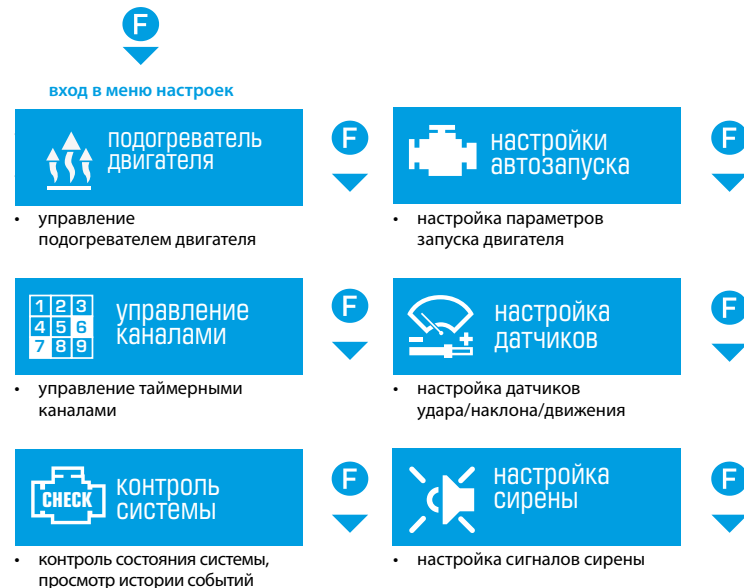 F
вход в меню настроек
подогреватель
двигателя
F
настройки
автозапуска
F
• управление
подогревателем двигателя
• настройка параметров
запуска двигателя
1 2 3
4 5 6
7 8 9
управление
каналами
F
настройка
датчиков
F
• управление таймерными
каналами
• настройка датчиков
удара/наклона/движения
CHECK
контроль
системы
F
настройка
сирены
F
• контроль состояния системы,
просмотр истории событий
• настройка сигналов сирены